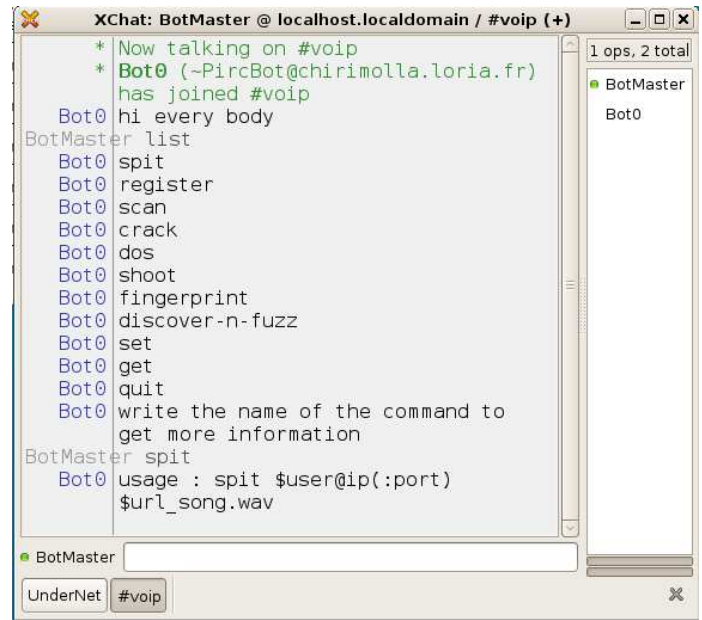 XChat: BotMaster @ localhost.localdomain / #voip (+)
* Now talking on #voip
* Bot0 (~PircBot@chirimolla.loria.fr)
has joined #voip
Bot0 hi every body
BotMaster list
Bot0 spit
Bot0 register
Bot0 scan
Bot0 crack
Bot0 dos
Bot0 shoot
Bot0 fingerprint
Bot0 discover-n-fuzz
Bot0 set
Bot0 get
Bot0 quit
Bot0 write the name of the command to
get more information
BotMaster spit
Bot0 usage : spit $user@ip(:port)
$url_song.wav
1 ops, 2 total
BotMaster
Bot0
BotMaster
UnderNet #voip